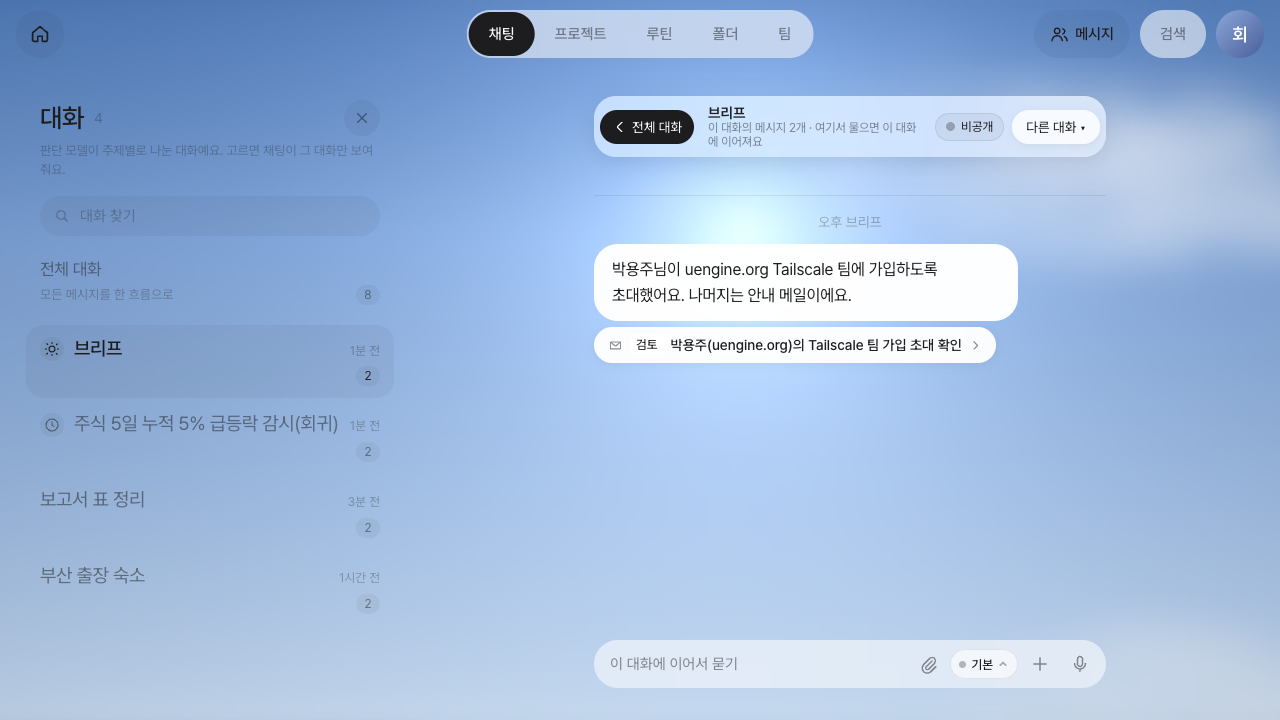 채팅
프로젝트
루틴
폴더
팀
메시지
검색
회
대화 4
판단 모델이 주제별로 나눈 대화예요. 고르면 채팅이 그 대화만 보여
줘요.
대화 찾기
전체 대화
모든 메시지를 한 흐름으로
8
브리프
1분 전
2
주식 5일 누적 5% 급등락 감시(회귀)
1분 전
2
보고서 표 정리
3분 전
2
부산 출장 숙소
1시간 전
2
전체 대화
브리프
이 대화의 메시지 2개 · 여기서 물으면 이 대화
에 이어져요
비공개
다른 대화
오후 브리프
박용주님이 uengine.org Tailscale 팀에 가입하도록
초대했어요. 나머지는 안내 메일이에요.
검토 박용주(uengine.org)의 Tailscale 팀 가입 초대 확인
이 대화에 이어서 묻기
기본